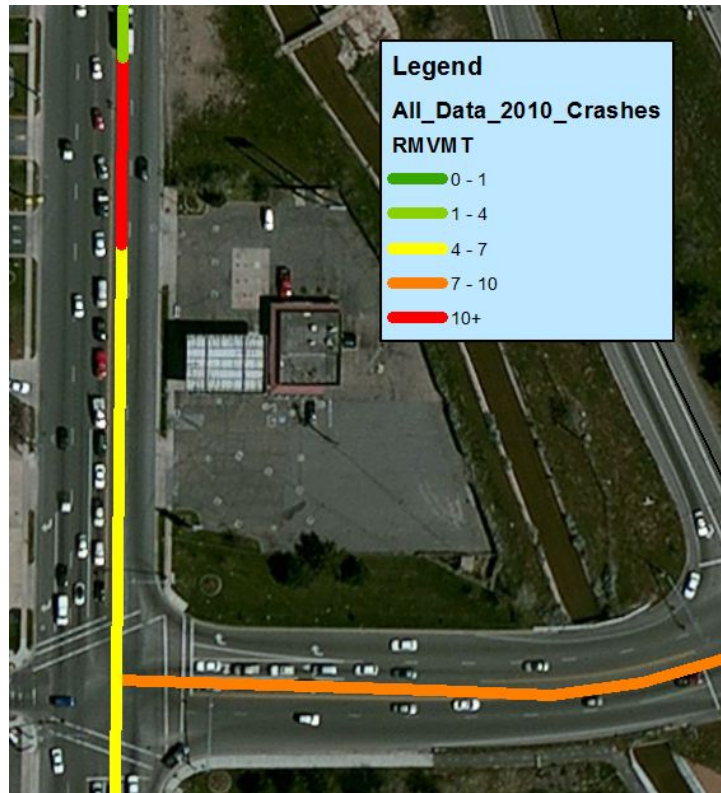 Legend
All_Data_2010_Crashes
RMVMT
0 - 1
1 - 4
4 - 7
7 - 10
10+